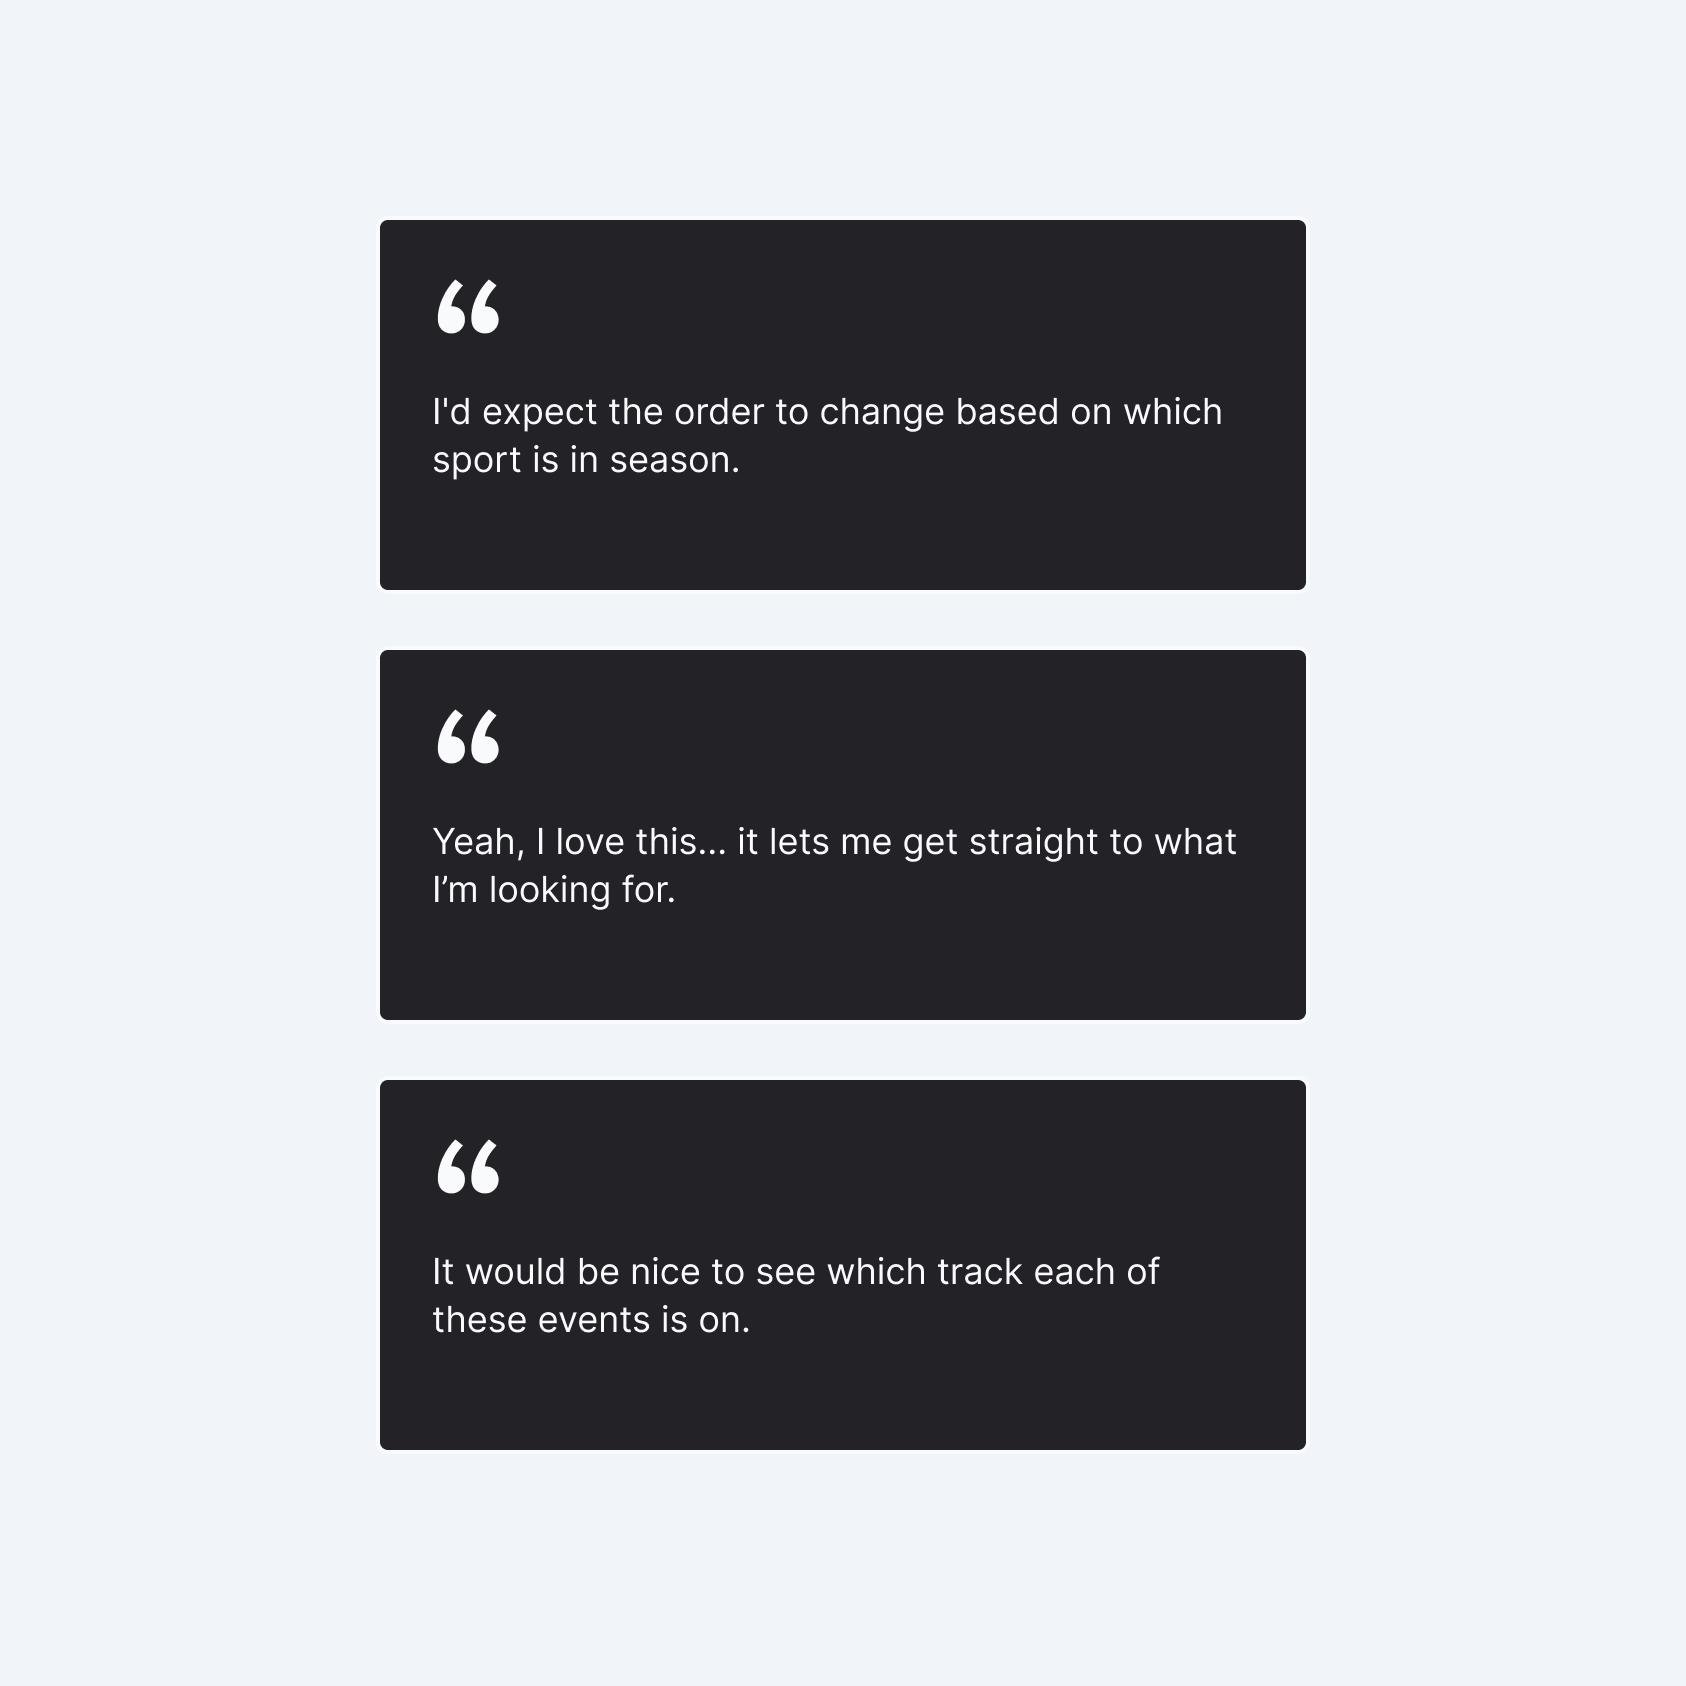 “
I'd expect the order to change based on which
sport is in season.
“
Yeah, I love this... it lets me get straight to what
I’m looking for.
“
It would be nice to see which track each of
these events is on.